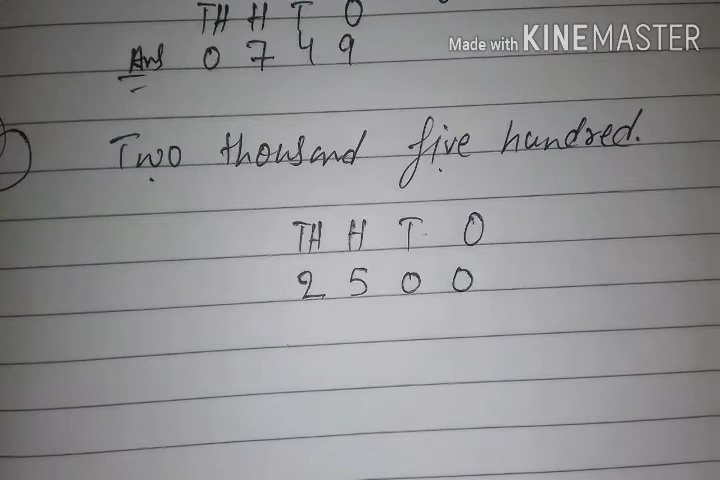 TH H T O
Made with KINEMASTER
Ans 0 7 4 9
Two thousand five hundred.
TH H T O
2 5 0 0